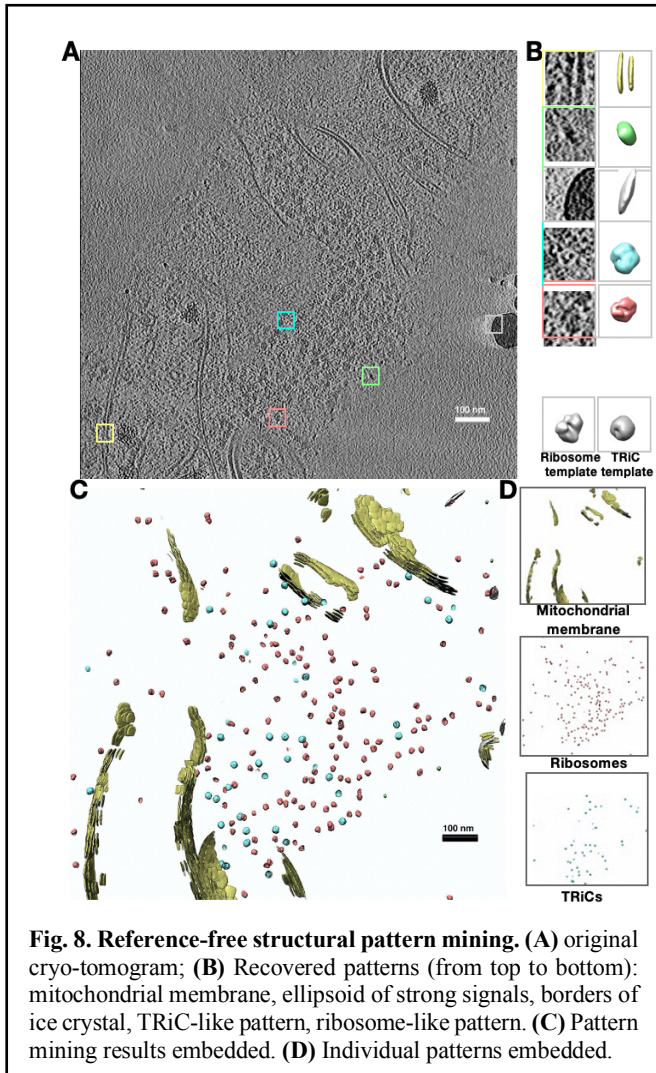 A
B
100 nm
Ribosome TRiC
template template
C
D
Mitochondrial
membrane
Ribosomes
100 nm
TRiCs
Fig. 8. Reference-free structural pattern mining. (A) original
cryo-tomogram; (B) Recovered patterns (from top to bottom):
mitochondrial membrane, ellipsoid of strong signals, borders of
ice crystal, TRiC-like pattern, ribosome-like pattern. (C) Pattern
mining results embedded. (D) Individual patterns embedded.